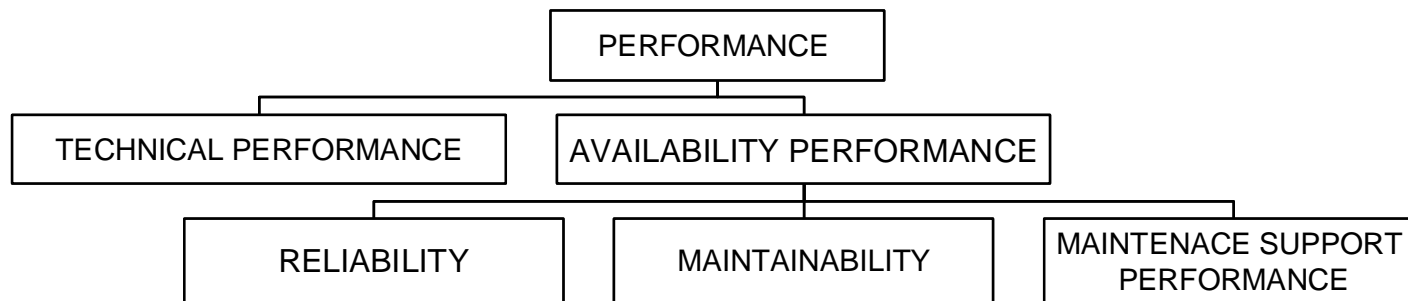 PERFORMANCE
TECHNICAL PERFORMANCE
AVAILABILITY PERFORMANCE
RELIABILITY
MAINTAINABILITY
MAINTENACE SUPPORT
PERFORMANCE